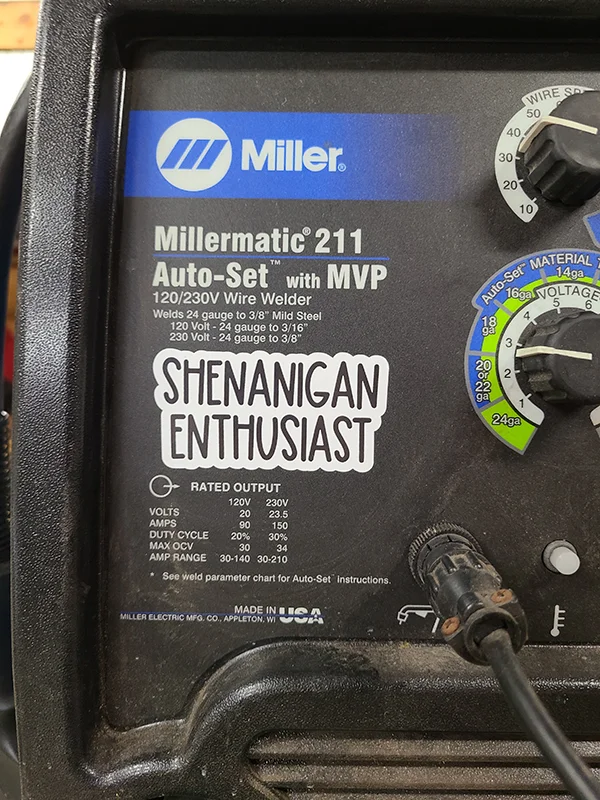 Miller®
Millermatic® 211
Auto-Set™ with MVP
120/230V Wire Welder
Welds 24 gauge to 3/8" Mild Steel
120 Volt - 24 gauge to 3/16"
230 Volt - 24 gauge to 3/8"
SHENANIGAN
ENTHUSIAST
RATED OUTPUT
120V 230V
VOLTS 20 23.5
AMPS 90 150
DUTY CYCLE 20% 30%
MAX OCV 30 34
AMP RANGE 30-140 30-210
* See weld parameter chart for Auto-Set™ instructions.
MADE IN USA
MILLER ELECTRIC MFG. CO., APPLETON, WI
WIRE
50
40
30
20
10
Auto-Set™ MATERIAL
14ga
16ga
18
ga
20
or
22
ga
24ga
VOLTAGE
6
5
4
3
2
1